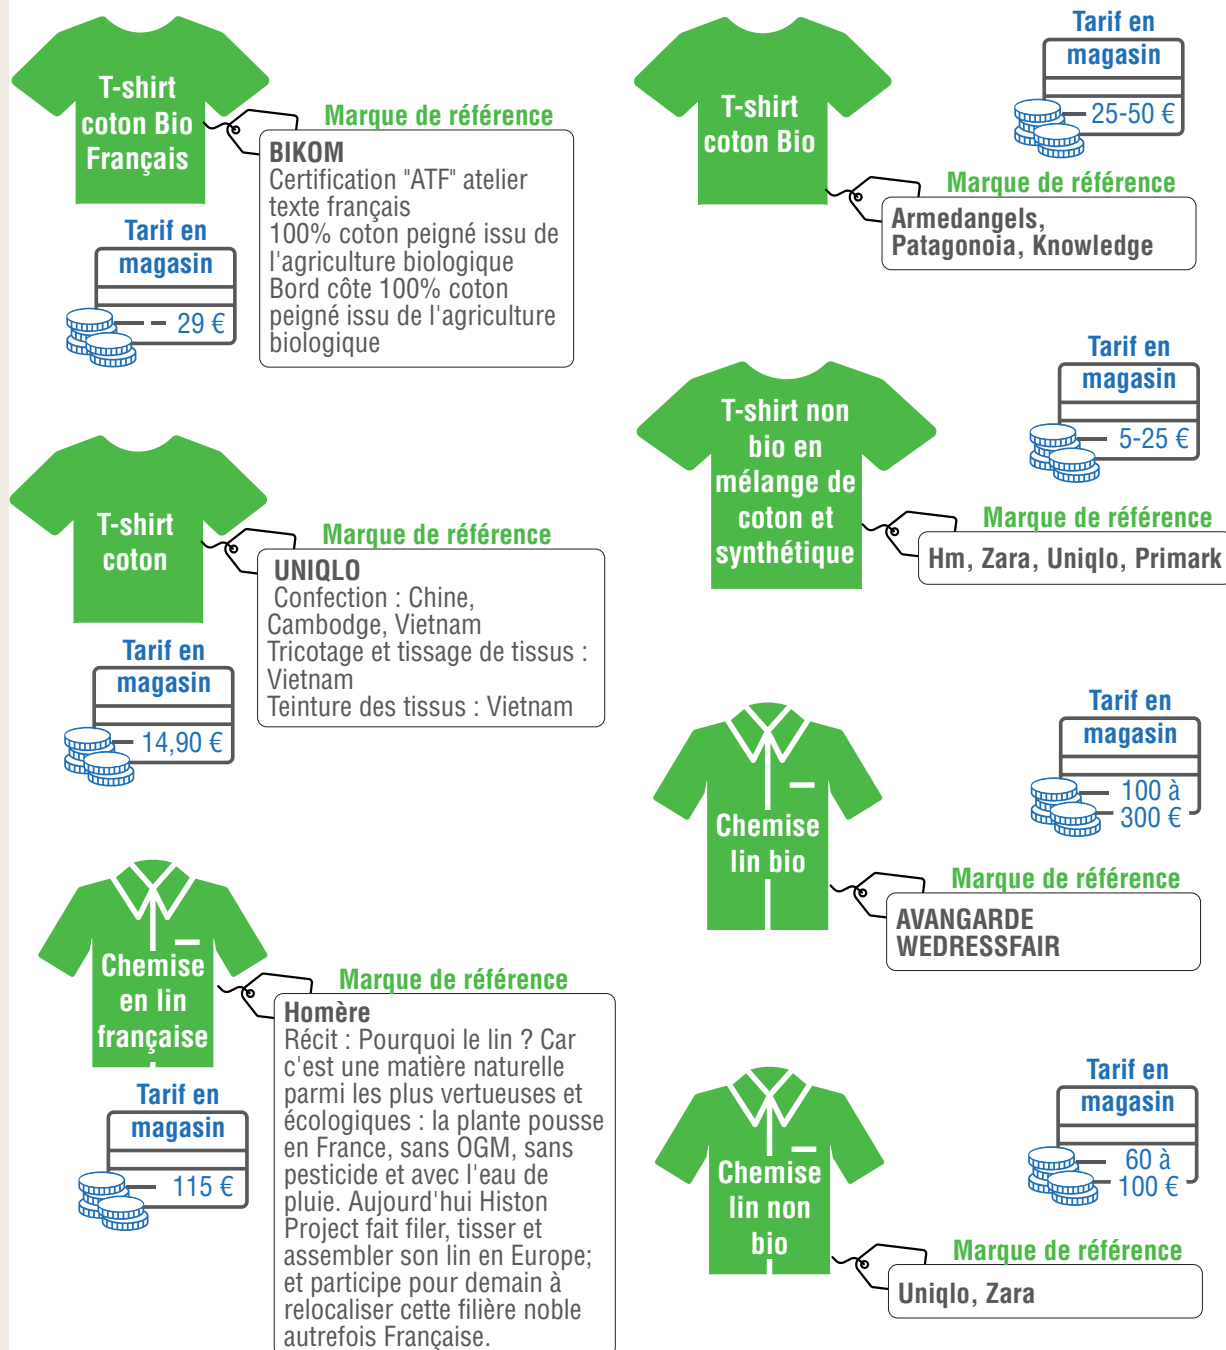 T-shirt
coton Bio
Français
Marque de référence
BIKOM
Certification "ATF" atelier
texte français
100% coton peigné issu de
l'agriculture biologique
Bord côte 100% coton
peigné issu de l'agriculture
biologique
Tarif en
magasin
29 €
T-shirt
coton
Marque de référence
UNIQLO
Confection : Chine,
Cambodge, Vietnam
Tricotage et tissage de tissus :
Vietnam
Teinture des tissus : Vietnam
Tarif en
magasin
14,90 €
Chemise
en lin
française
Marque de référence
Homère
Récit : Pourquoi le lin ? Car
c'est une matière naturelle
parmi les plus vertueuses et
écologiques : la plante pousse
en France, sans OGM, sans
pesticide et avec l'eau de
pluie. Aujourd'hui Histon
Project fait filer, tisser et
assembler son lin en Europe;
et participe pour demain à
relocaliser cette filière noble
autrefois Française.
Tarif en
magasin
115 €
T-shirt
coton Bio
Tarif en
magasin
25-50 €
Marque de référence
Armedangels,
Patagonoia, Knowledge
T-shirt non
bio en
mélange de
coton et
synthétique
Tarif en
magasin
5-25 €
Marque de référence
Hm, Zara, Uniqlo, Primark
Chemise
lin bio
Tarif en
magasin
100 à
300 €
Marque de référence
AVANGARDE
WEDRESSFAIR
Chemise
lin non
bio
Tarif en
magasin
60 à
100 €
Marque de référence
Uniqlo, Zara